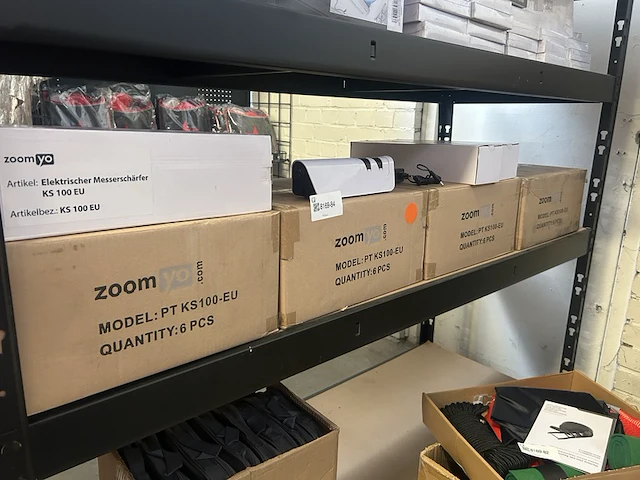 zoomyo
Artikel: Elektrischer Messerschärfer
KS 100 EU
Artikelbez.: KS 100 EU
zoomyo.com
MODEL: PT KS100-EU
QUANTITY: 6 PCS
zoomyo.com
MODEL: PT KS100-EU
QUANTITY: 6 PCS
zoomyo
MODEL: PT KS100-EU
QUANTITY: 6 PCS
zoomyo